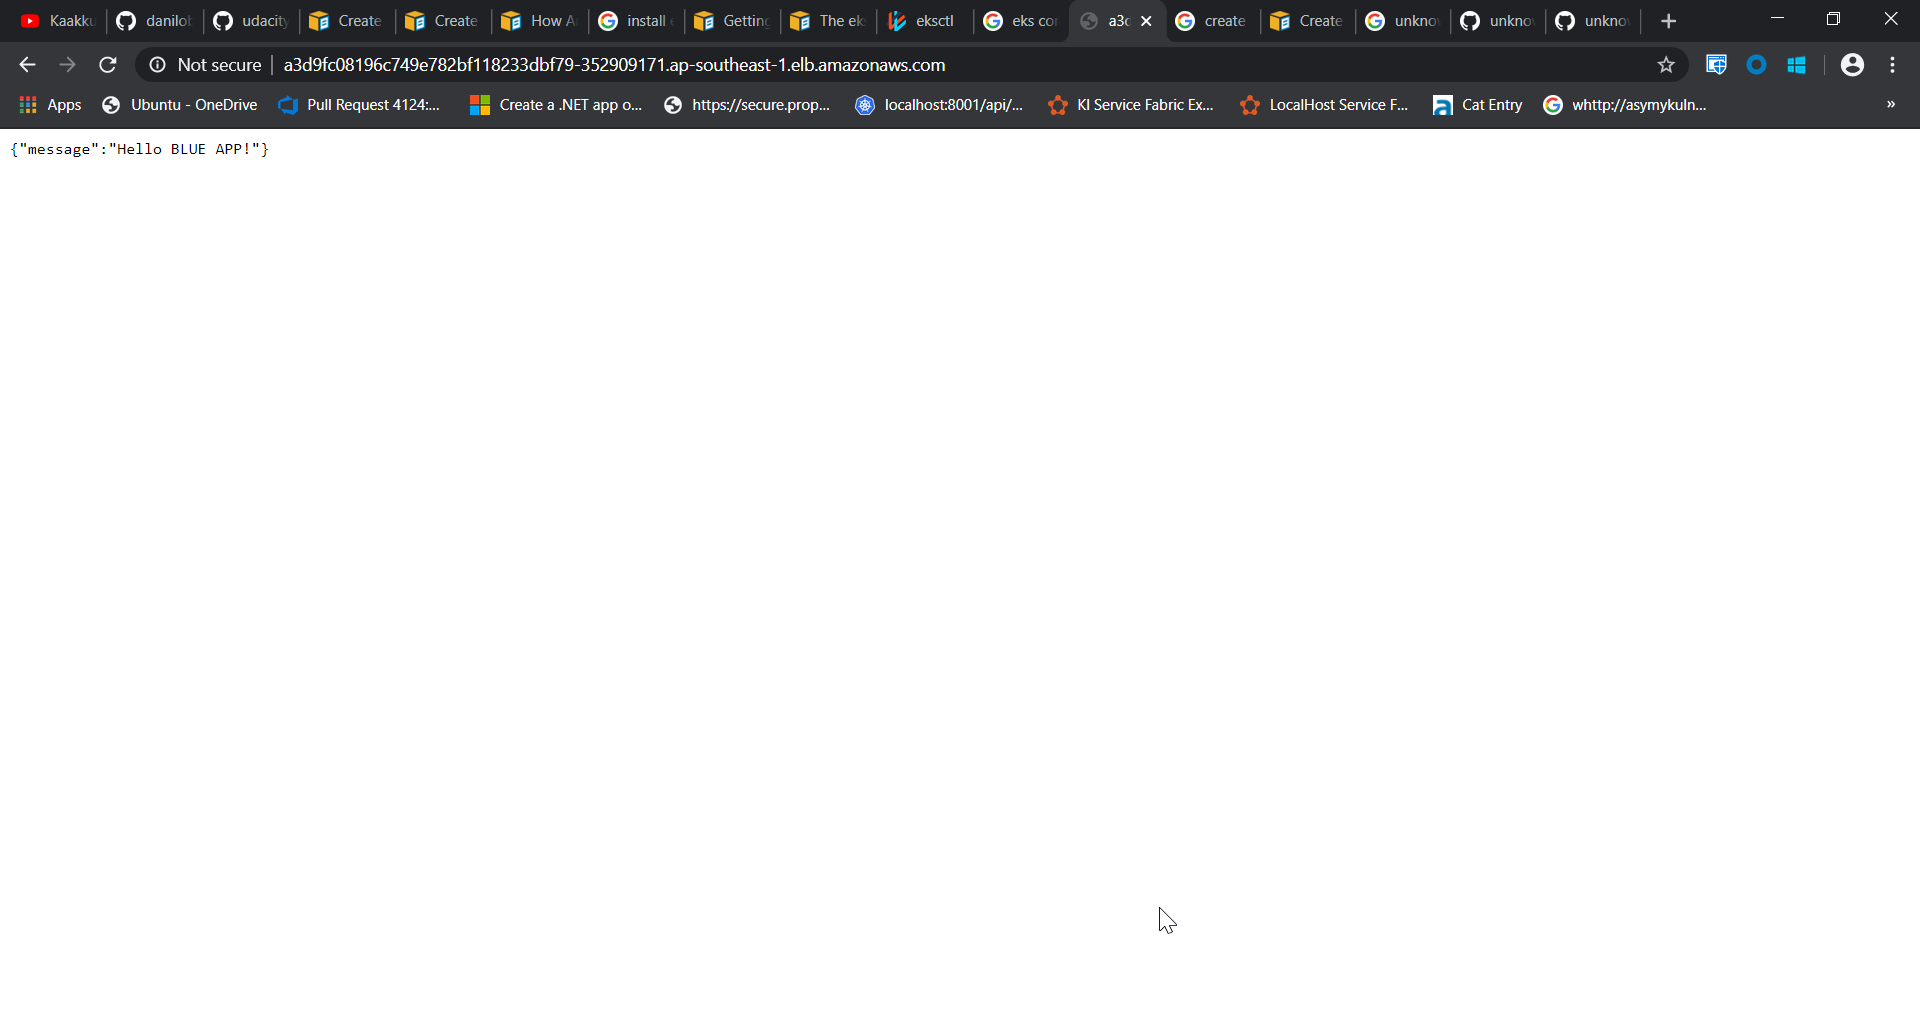 Kaakku danilo udacity Create Create How A install Getting The ek eksctl eks cor a3c create Create unkno unkno unkno
Not secure a3d9fc08196c749e782bf118233dbf79-352909171.ap-southeast-1.elb.amazonaws.com
Apps Ubuntu - OneDrive Pull Request 4124:... Create a .NET app o... https://secure.prop... localhost:8001/api/... KI Service Fabric Ex... LocalHost Service F... Cat Entry whttp://asymykuln... »
{"message":"Hello BLUE APP!"}